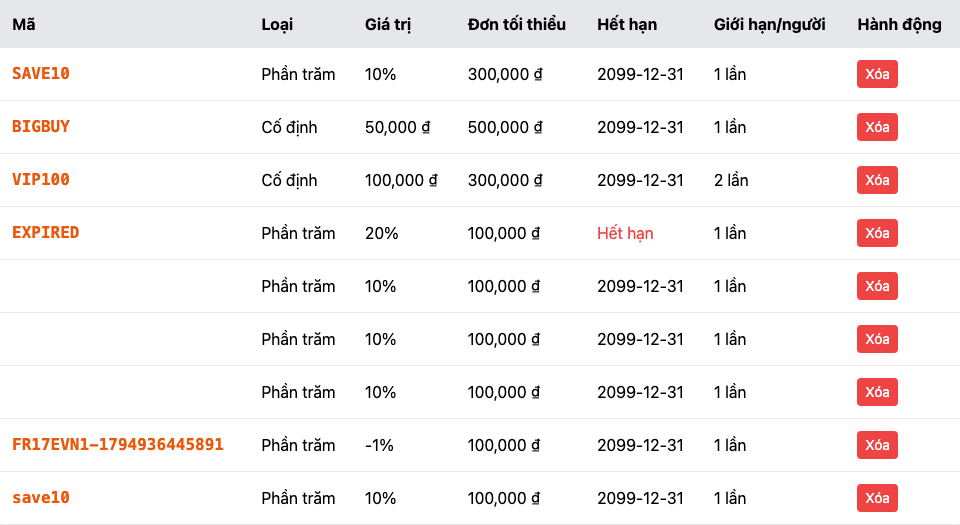 Mã Loại Giá trị Đơn tối thiểu Hết hạn Giới hạn/người Hành động
SAVE10 Phần trăm 10% 300,000 ₫ 2099-12-31 1 lần Xóa
BIGBUY Cố định 50,000 ₫ 500,000 ₫ 2099-12-31 1 lần Xóa
VIP100 Cố định 100,000 ₫ 300,000 ₫ 2099-12-31 2 lần Xóa
EXPIRED Phần trăm 20% 100,000 ₫ Hết hạn 1 lần Xóa
Phần trăm 10% 100,000 ₫ 2099-12-31 1 lần Xóa
Phần trăm 10% 100,000 ₫ 2099-12-31 1 lần Xóa
Phần trăm 10% 100,000 ₫ 2099-12-31 1 lần Xóa
FR17EVN1-1794936445891 Phần trăm -1% 100,000 ₫ 2099-12-31 1 lần Xóa
save10 Phần trăm 10% 100,000 ₫ 2099-12-31 1 lần Xóa